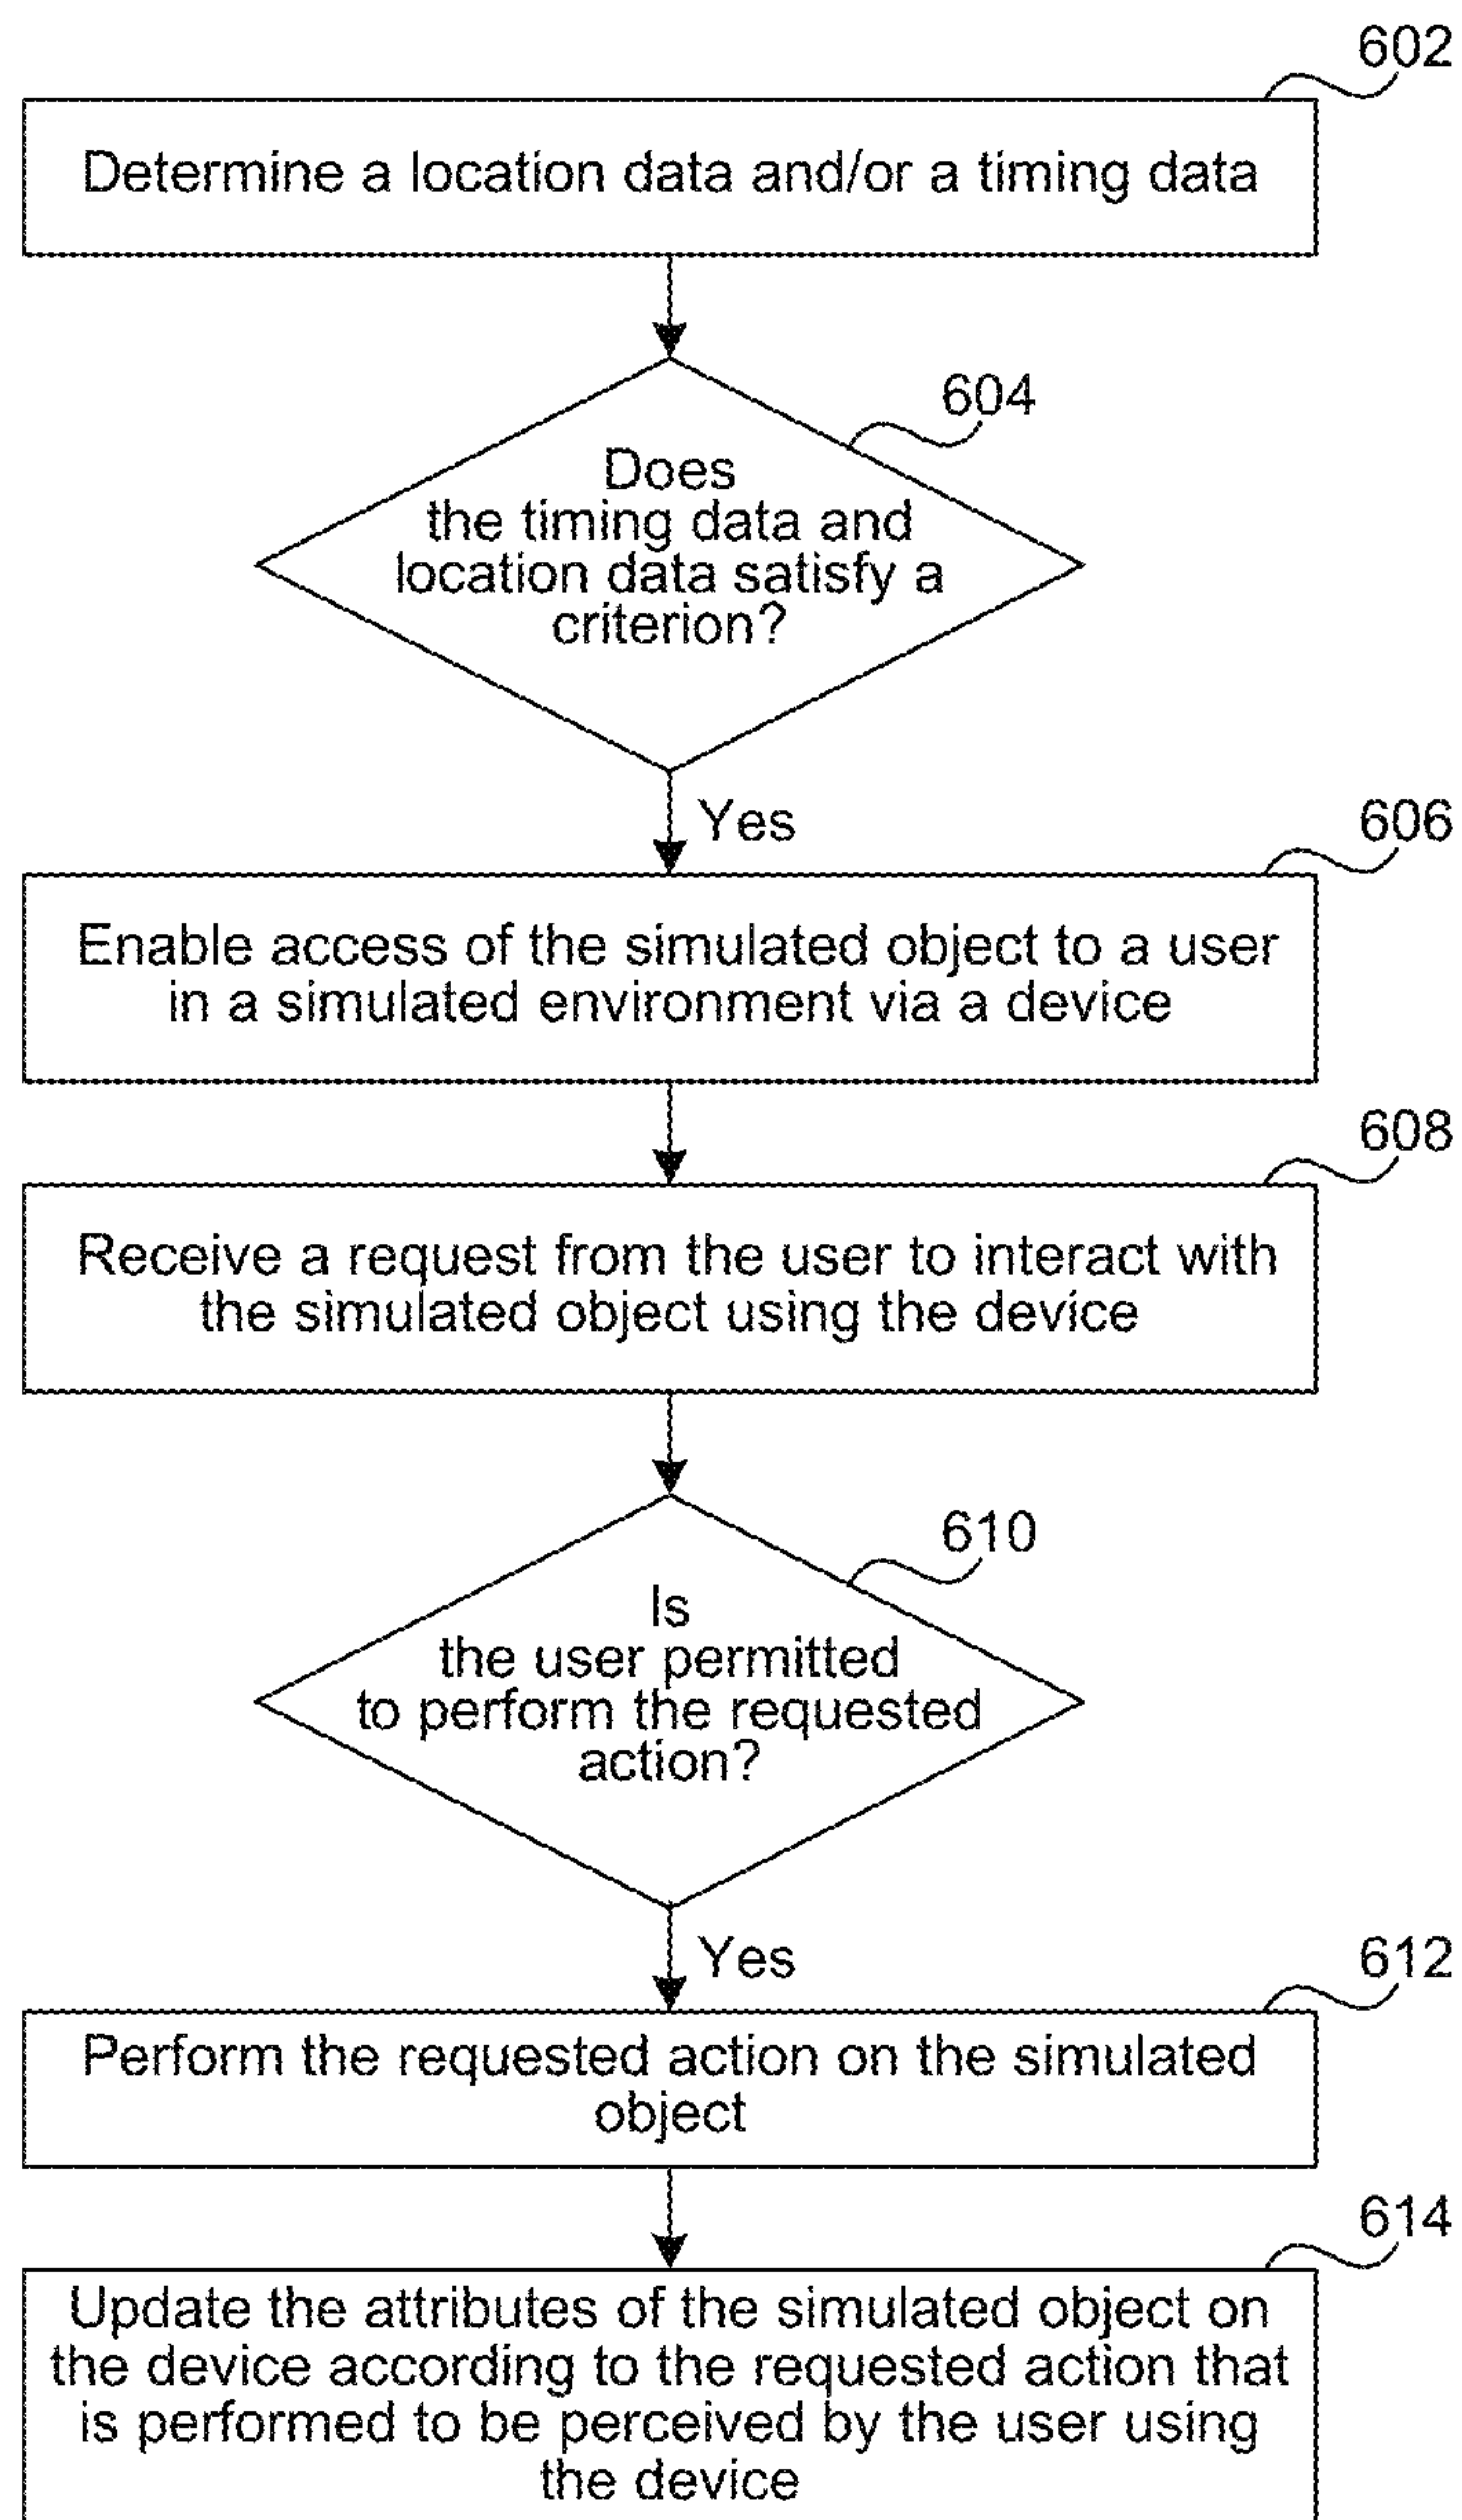 602
Determine a location data and/or a timing data
604
Does
the timing data and
location data satisfy a
criterion?
Yes
606
Enable access of the simulated object to a user
in a simulated environment via a device
608
Receive a request from the user to interact with
the simulated object using the device
610
Is
the user permitted
to perform the requested
action?
Yes
612
Perform the requested action on the simulated
object
614
Update the attributes of the simulated object on
the device according to the requested action that
is performed to be perceived by the user using
the device